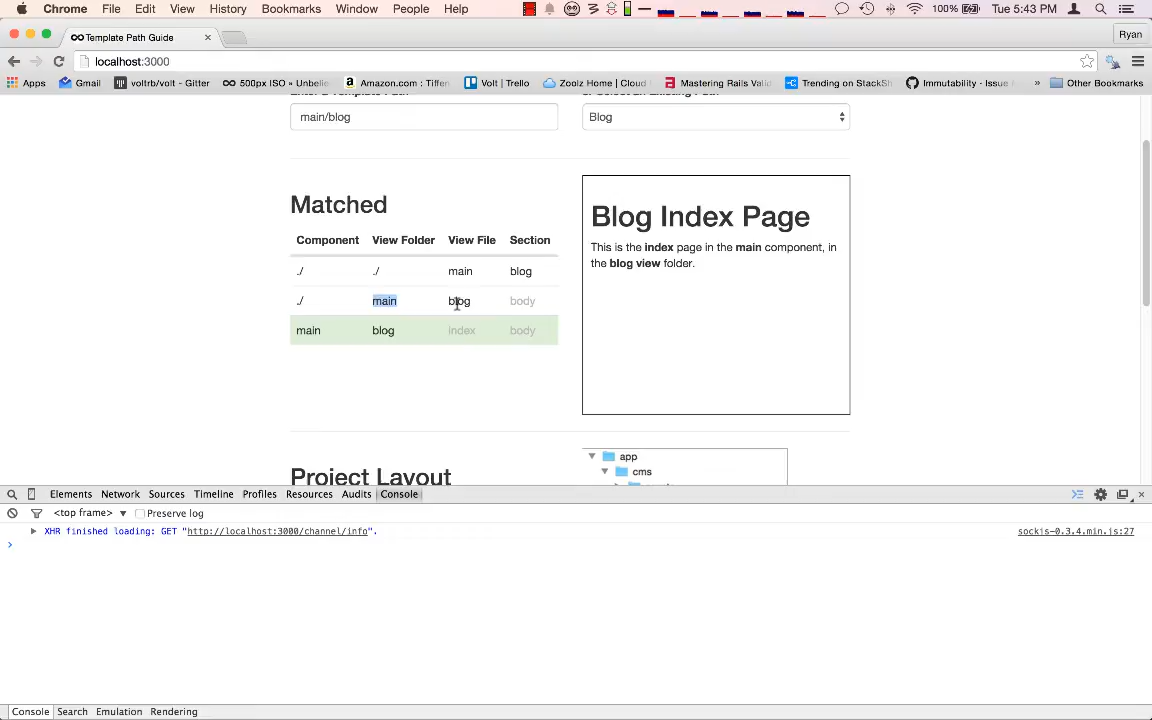 Chrome File Edit View History Bookmarks Window People Help 100% Tue 5:43 PM
Template Path Guide Ryan
localhost:3000
Apps Gmail voltrb/volt - Gitter 500px ISO » Unbelie Amazon.com : Tiffen Volt | Trello Zoolz Home | Cloud Mastering Rails Valid Trending on StackSh Immutability - Issue » Other Bookmarks
main/blog Blog
Matched
Blog Index Page
Component View Folder View File Section
This is the index page in the main component, in
the blog view folder.
./ ./ main blog
./ main blog body
main blog index body
app
Project Layout
cms
Elements Network Sources Timeline Profiles Resources Audits Console
<top frame> Preserve log
XHR finished loading: GET "http://localhost:3000/channel/info". sockjs-0.3.4.min.js:27
Console Search Emulation Rendering